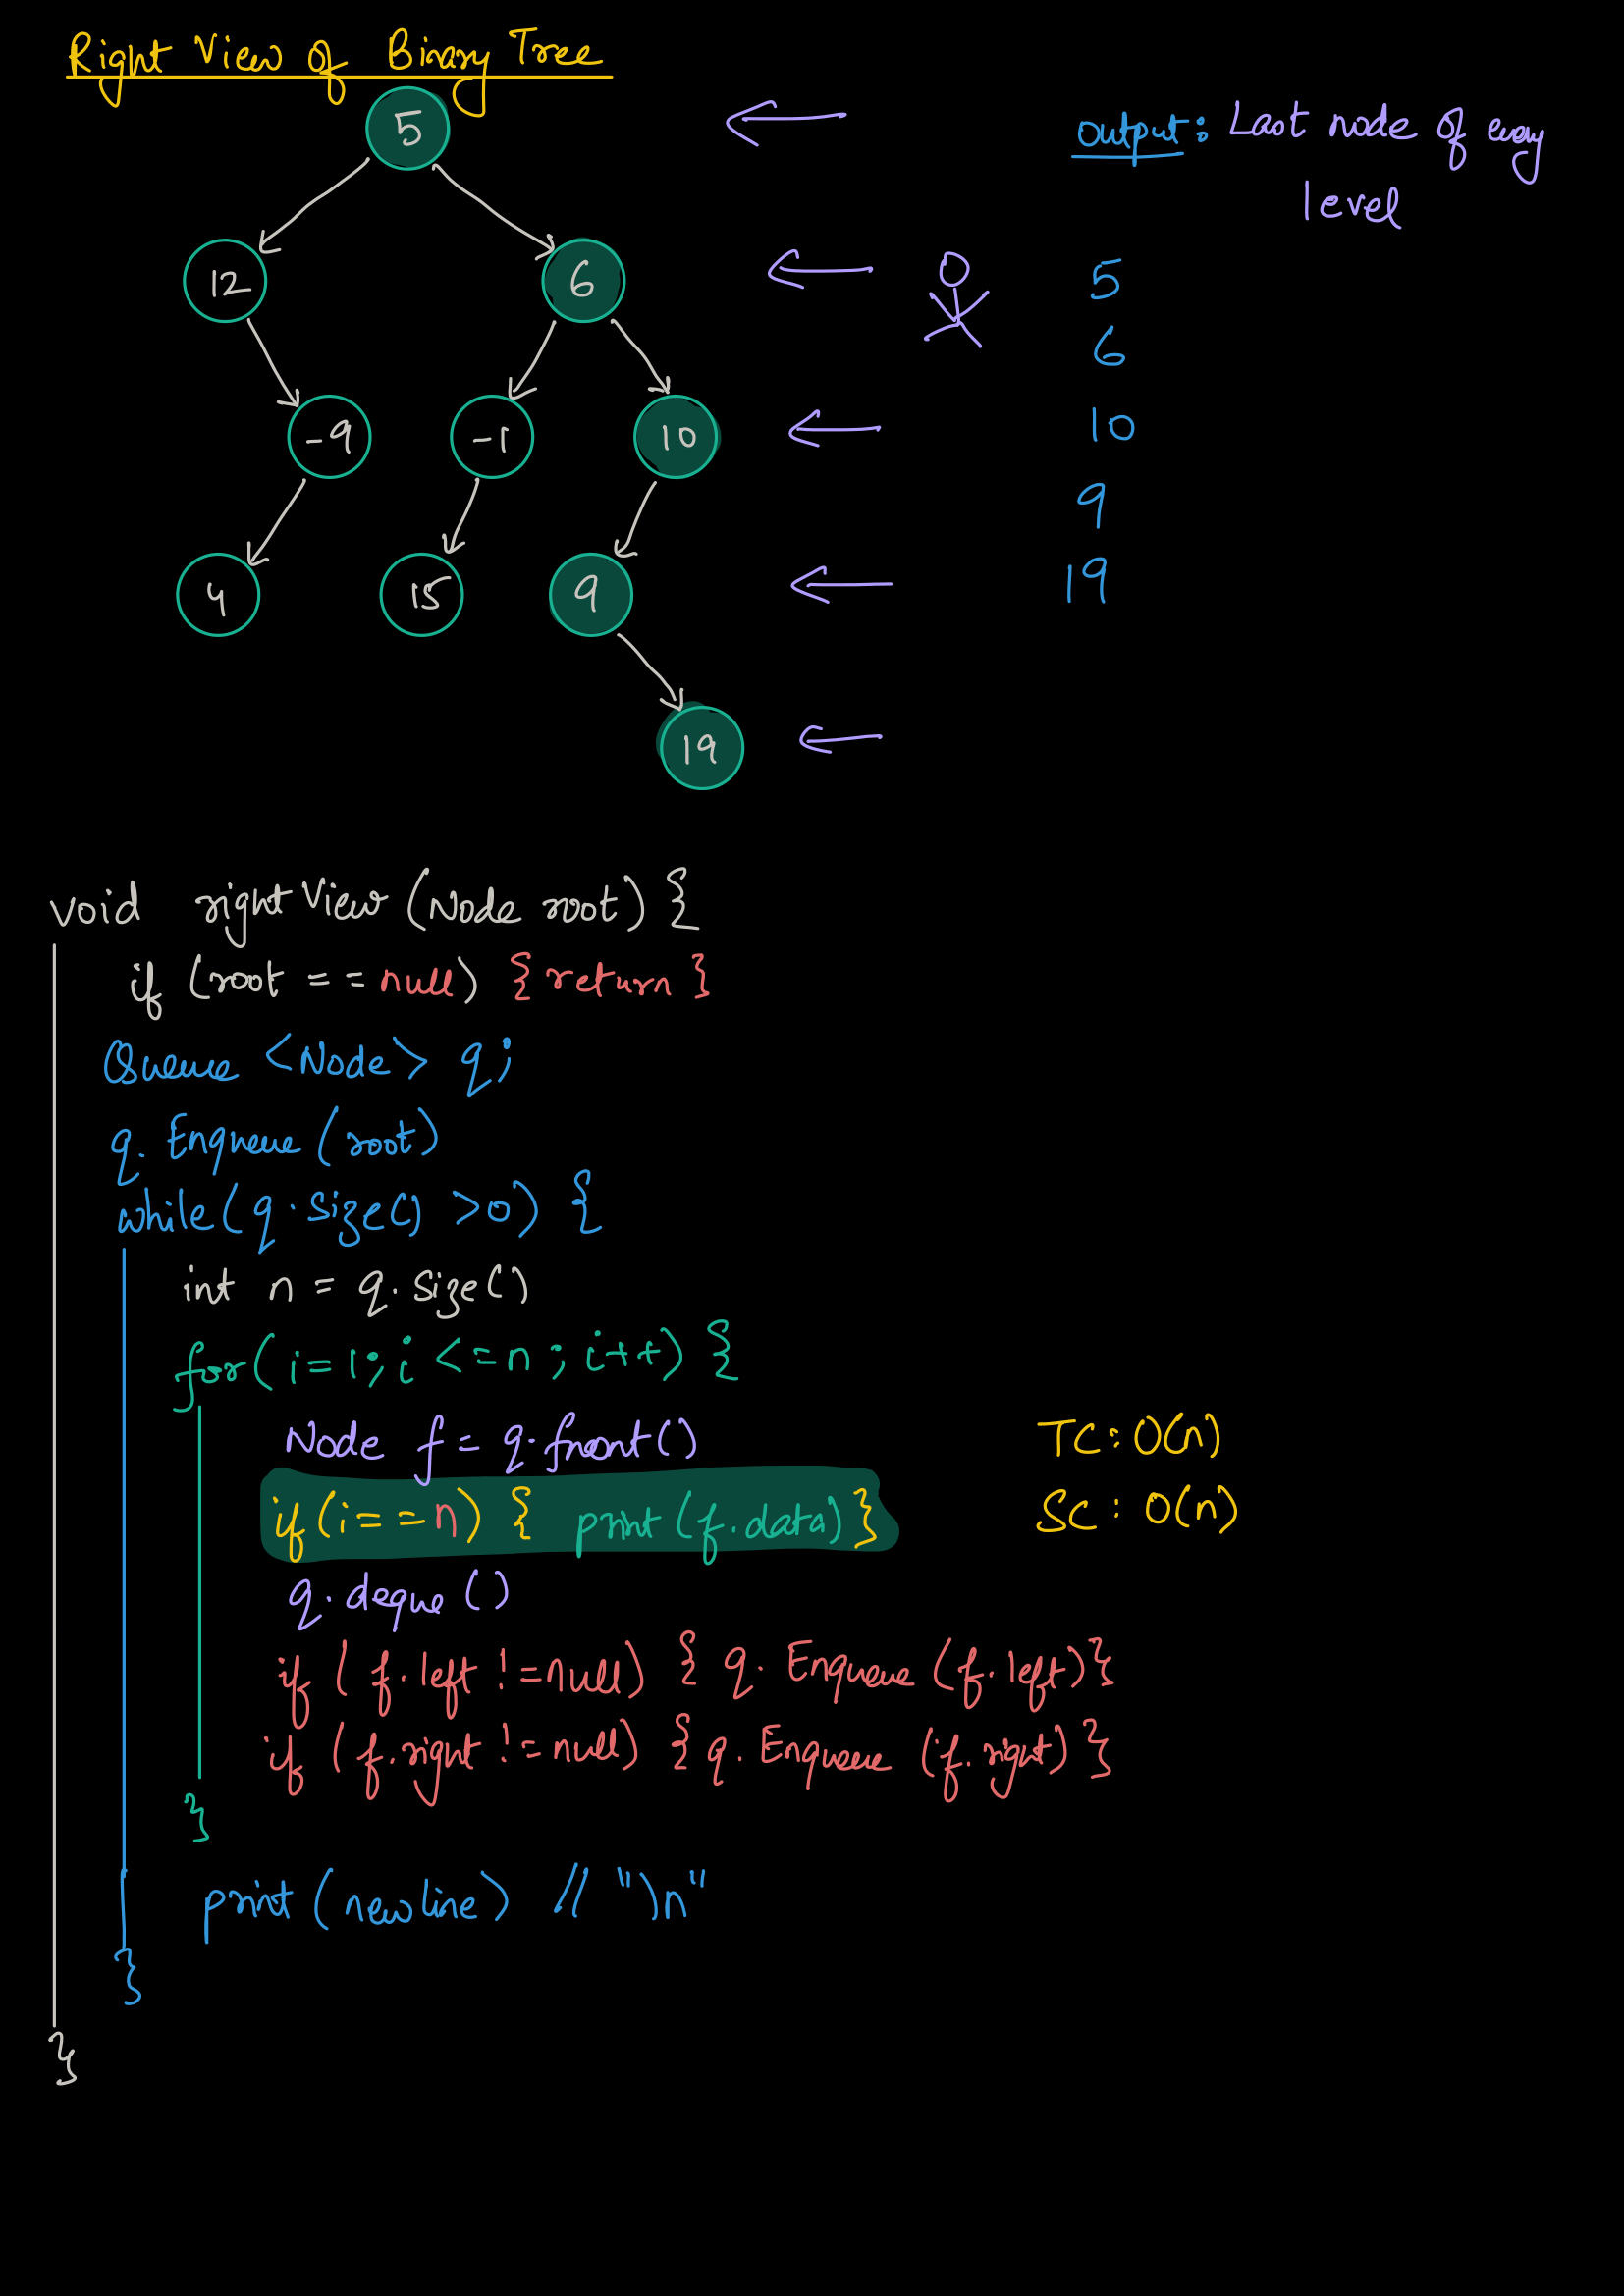 Right View of Binary Tree
5
Output: Last node of every
level
12
6
5
6
-9
-1
10
10
9
4
15
9
19
19
void rightView (Node root) {
if (root == null) { return }
Queue <Node> q;
q. Enqueue (root)
while( q.size() >0) {
int n = q.size()
for( i=1; i <=n ; i++) {
Node f = q.front()
TC: O(n)
if (i==n) { print (f.data) }
SC: O(n)
q.deque ()
if ( f.left !=null) { q. Enqueue (f.left)}
if ( f.right != null) { q. Enqueue (f.right) }
}
print (newline) // "\n"
}
}